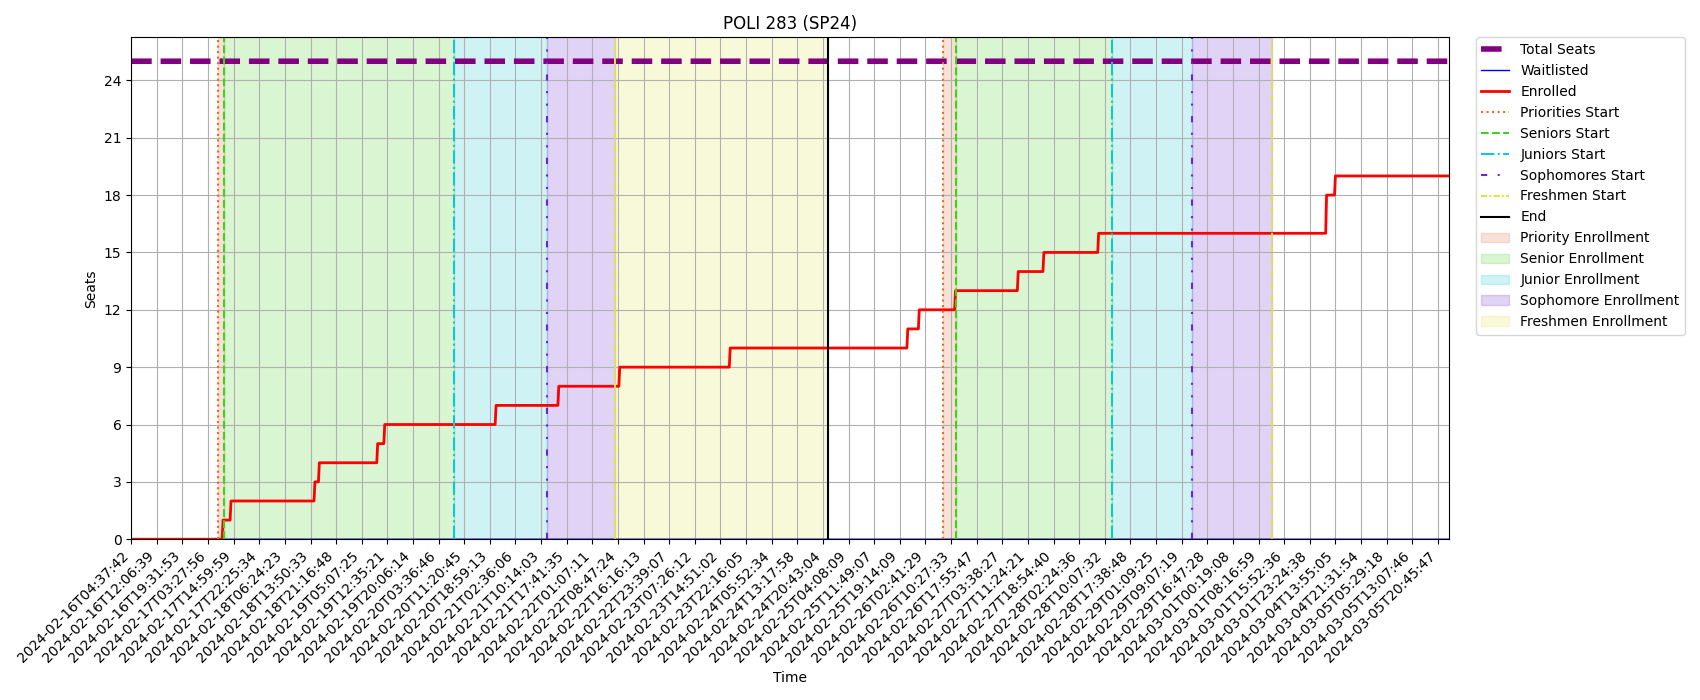 POLI 283 (SP24)
Seats
24
21
18
15
12
9
6
3
0
2024-02-16T04:37:42
2024-02-16T12:06:39
2024-02-16T19:31:53
2024-02-17T03:27:56
2024-02-17T14:59:59
2024-02-17T22:25:34
2024-02-18T06:24:23
2024-02-18T13:50:33
2024-02-18T21:16:48
2024-02-19T05:07:25
2024-02-19T12:35:21
2024-02-19T20:06:14
2024-02-20T03:36:46
2024-02-20T11:20:45
2024-02-20T18:59:13
2024-02-21T02:36:06
2024-02-21T10:14:03
2024-02-21T17:41:35
2024-02-22T01:07:11
2024-02-22T08:47:24
2024-02-22T16:16:13
2024-02-22T23:39:07
2024-02-23T07:26:12
2024-02-23T14:51:02
2024-02-23T22:16:05
2024-02-24T05:52:34
2024-02-24T13:17:58
2024-02-24T20:43:04
2024-02-25T04:08:09
2024-02-25T11:49:07
2024-02-25T19:14:09
2024-02-26T02:41:29
2024-02-26T10:27:33
2024-02-26T17:55:47
2024-02-27T03:38:27
2024-02-27T11:24:21
2024-02-27T18:54:40
2024-02-28T02:24:36
2024-02-28T10:07:32
2024-02-28T17:38:48
2024-02-29T01:09:25
2024-02-29T09:07:19
2024-02-29T16:47:28
2024-03-01T00:19:08
2024-03-01T08:16:59
2024-03-01T15:52:36
2024-03-01T23:24:38
2024-03-04T13:55:05
2024-03-04T21:31:54
2024-03-05T05:29:18
2024-03-05T13:07:46
2024-03-05T20:45:47
Time
Total Seats
Waitlisted
Enrolled
Priorities Start
Seniors Start
Juniors Start
Sophomores Start
Freshmen Start
End
Priority Enrollment
Senior Enrollment
Junior Enrollment
Sophomore Enrollment
Freshmen Enrollment